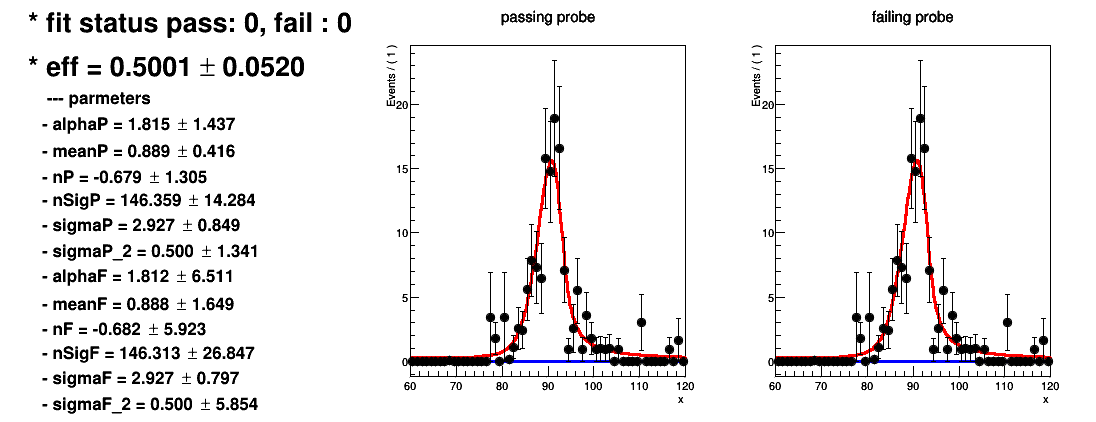 * fit status pass: 0, fail : 0
* eff = 0.5001 ± 0.0520
--- parmeters
- alphaP = 1.815 ± 1.437
- meanP = 0.889 ± 0.416
- nP = -0.679 ± 1.305
- nSigP = 146.359 ± 14.284
- sigmaP = 2.927 ± 0.849
- sigmaP_2 = 0.500 ± 1.341
- alphaF = 1.812 ± 6.511
- meanF = 0.888 ± 1.649
- nF = -0.682 ± 5.923
- nSigF = 146.313 ± 26.847
- sigmaF = 2.927 ± 0.797
- sigmaF_2 = 0.500 ± 5.854
passing probe
Events / ( 1 )
20
15
10
5
0
60 70 80 90 100 110 120
x
failing probe
Events / ( 1 )
20
15
10
5
0
60 70 80 90 100 110 120
x